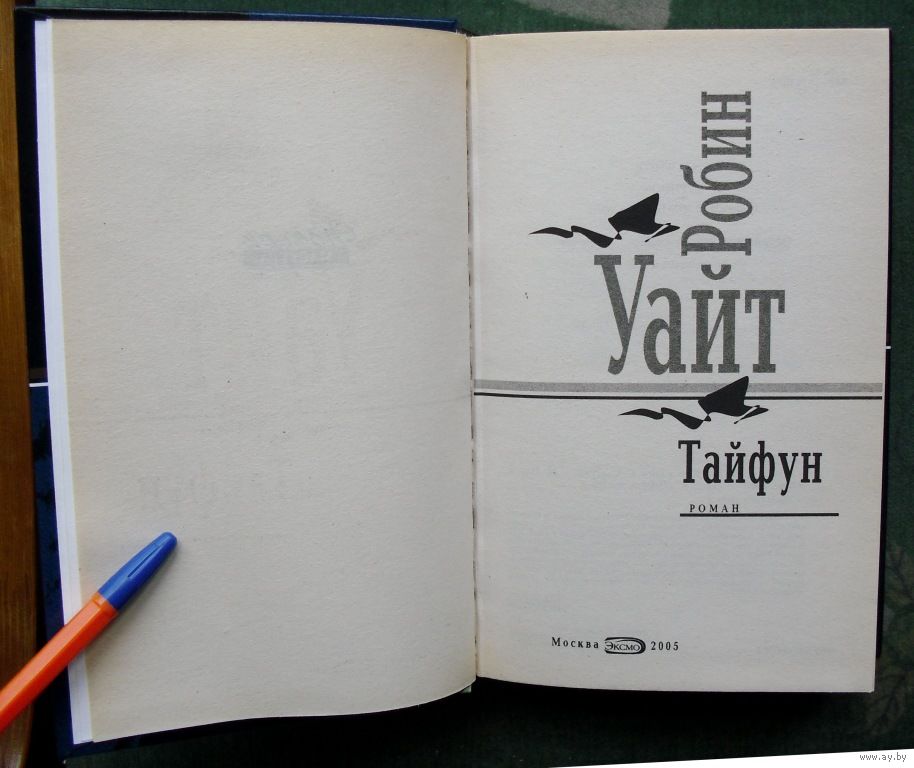 Робин
Уайт
Тайфун
РОМАН
Москва ЭКСМО 2005
www.ay.by